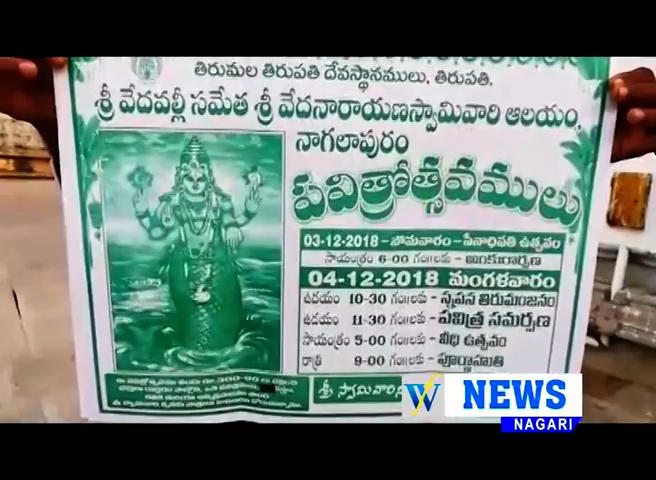 తిరుమల తిరుపతి దేవస్థానములు, తిరుపతి.
శ్రీ వేదవల్లీ సమేత శ్రీ వేదనారాయణస్వామివారి ఆలయం,
నాగలాపురం
పవిత్రోత్సవములు
03-12-2018 - సోమవారం - సేనాధిపతి ఉత్సవం
సాయంత్రం 6-00 గంటలకు - అంకురార్పణ
04-12-2018 మంగళవారం
ఉదయం 10-30 గంటలకు - స్నపన తిరుమంజనం
ఉదయం 11-30 గంటలకు - పవిత్ర సమర్పణ
సాయంత్రం 5-00 గంటలకు - వీధి ఉత్సవం
రాత్రి 9-00 గంటలకు - పూర్ణాహుతి
శ్రీ స్వామివారి
NEWS
NAGARI